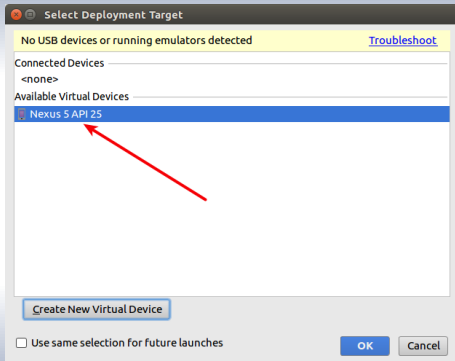 Select Deployment Target
No USB devices or running emulators detected Troubleshoot
Connected Devices
<none>
Available Virtual Devices
Nexus 5 API 25
Create New Virtual Device
Use same selection for future launches
OK Cancel